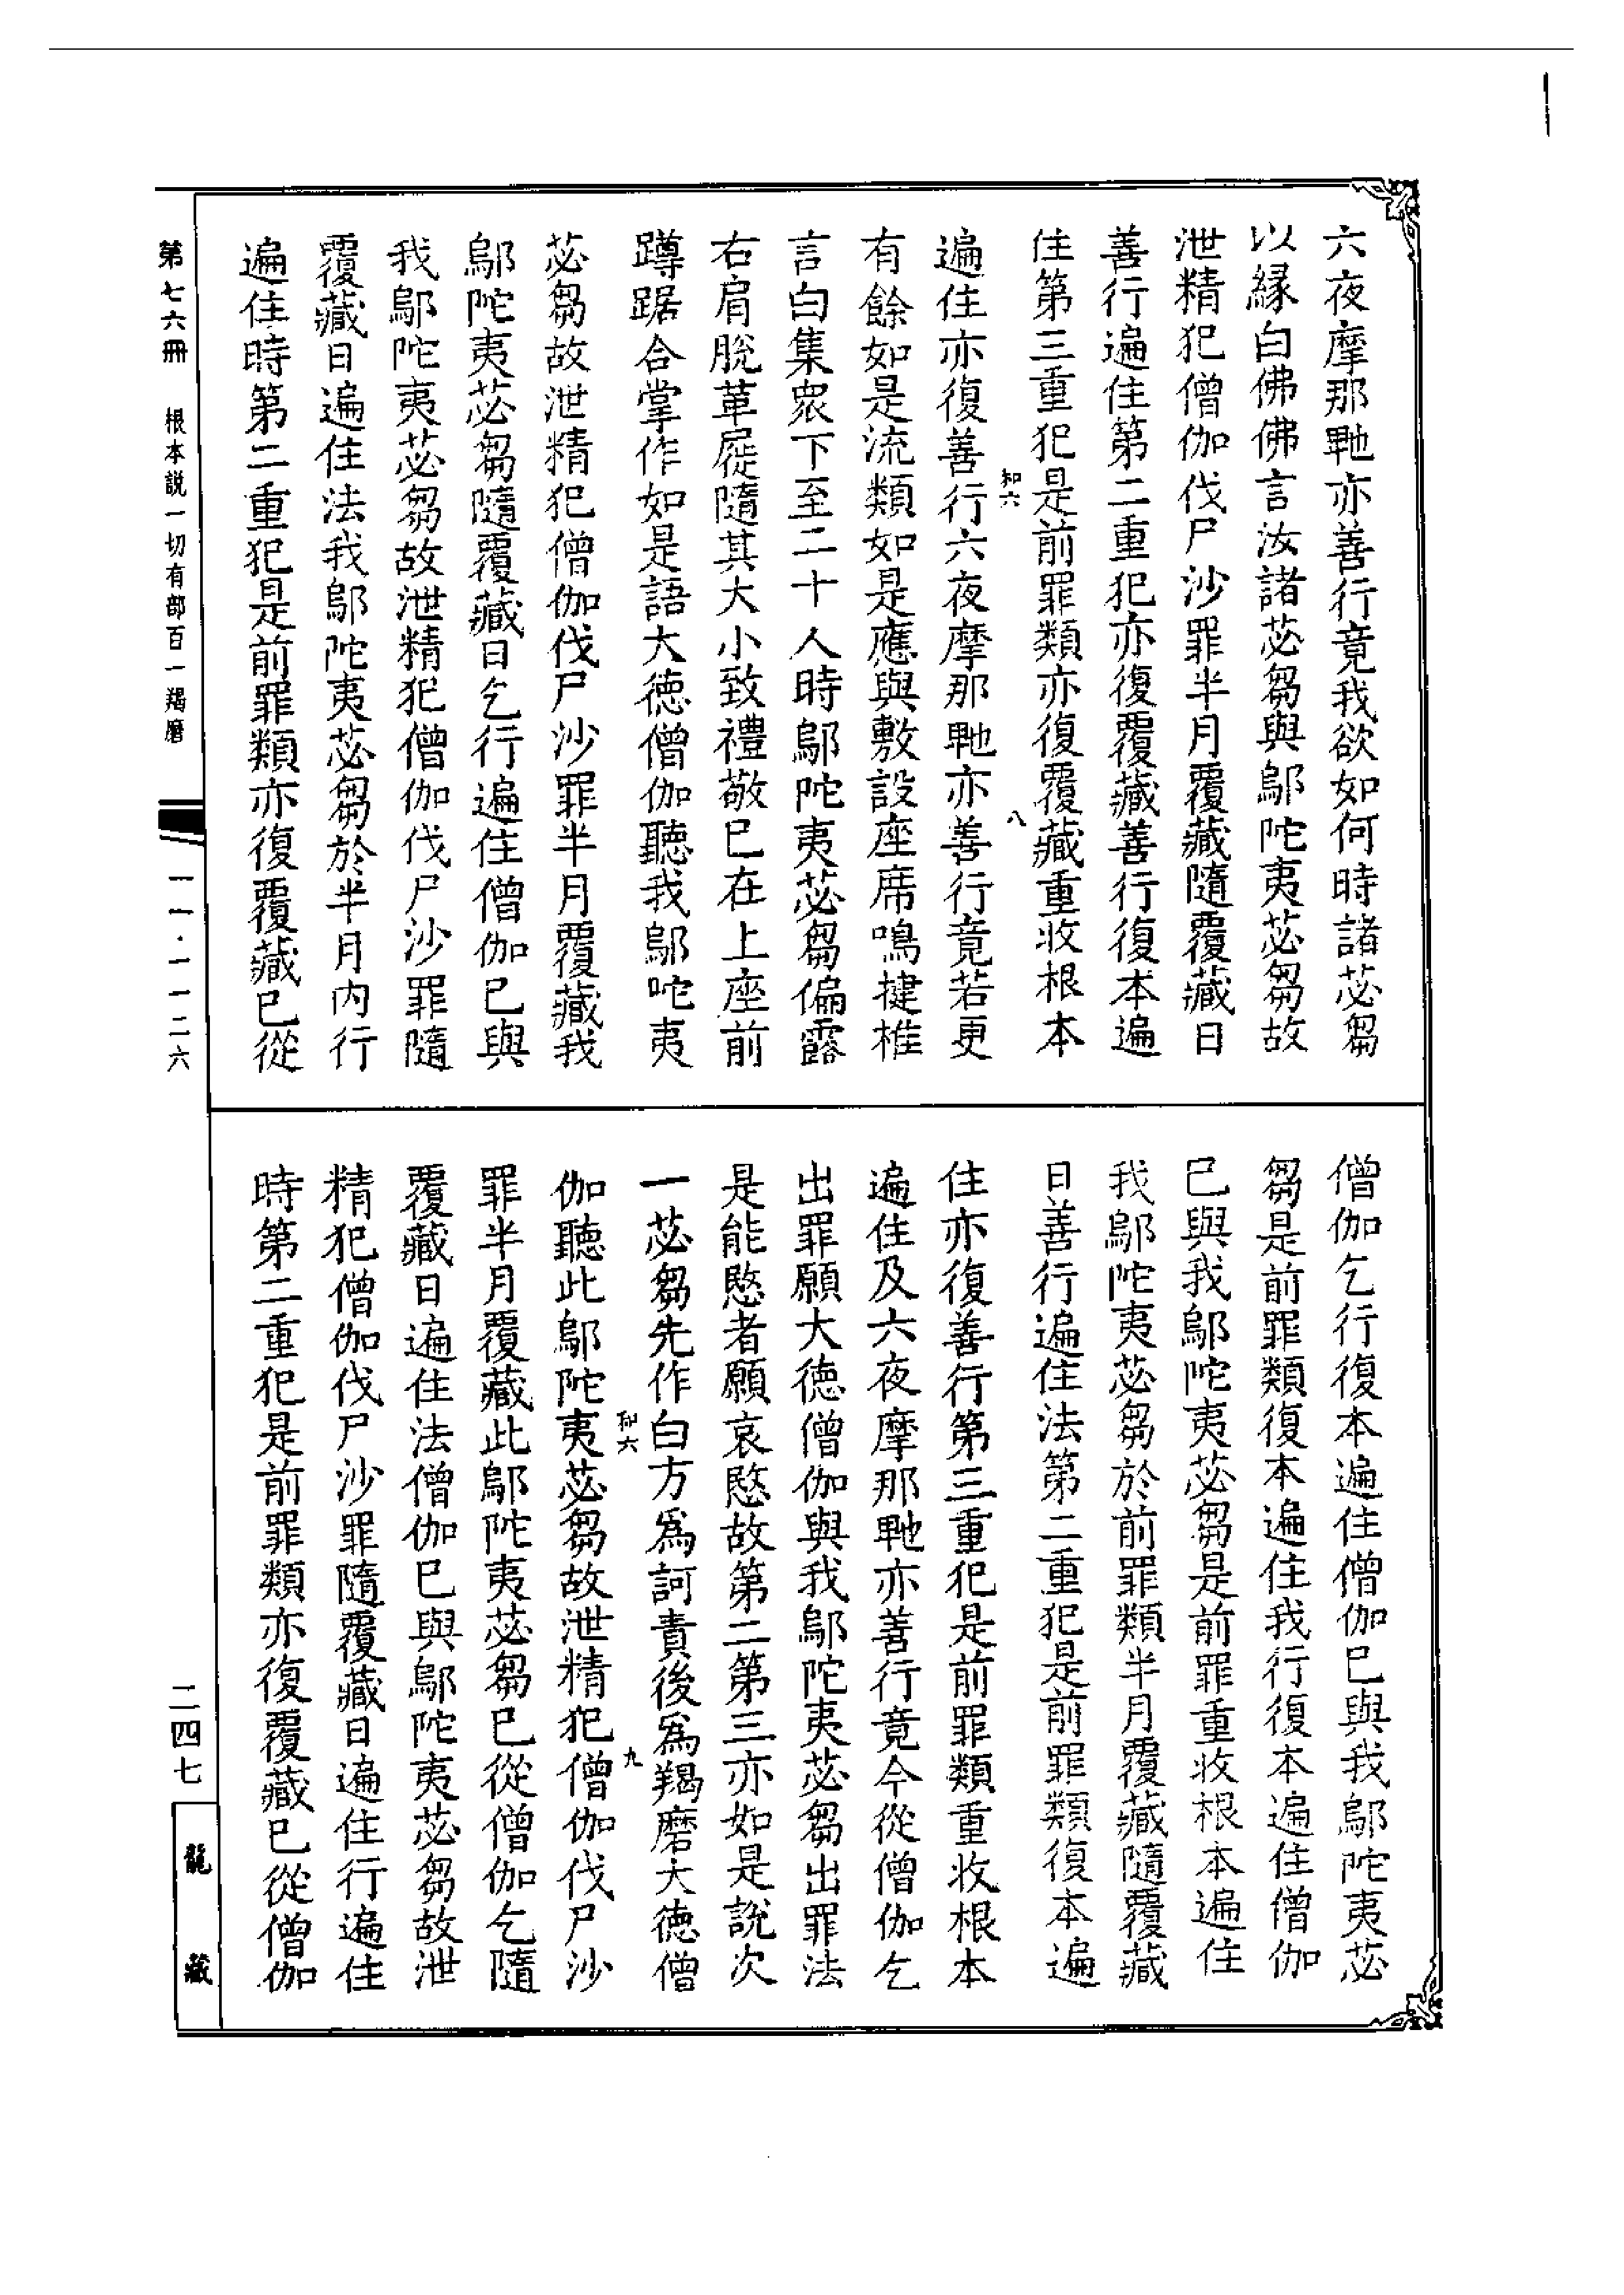 六夜摩那𭉨亦善行竟我欲如何時諸苾芻
以緣白佛佛言汝諸苾芻與鄔陀夷苾芻故
泄精犯僧伽伐尸沙罪半月覆藏隨覆藏日
善行遍住第二重犯亦復覆藏善行復本遍
住第三重犯是前罪類亦復覆藏重收根本
和六
八
遍住亦復善行六夜摩那𭉨亦善行竟若更
有餘如是流類如是應與敷設座席鳴揵椎
言白集衆下至二十人時鄔陀夷苾芻偏露
右肩脫革屣隨其大小致禮敬已在上座前
蹲踞合掌作如是語大德僧伽聽我鄔陀夷
苾芻故泄精犯僧伽伐尸沙罪半月覆藏我
鄔陀夷苾芻隨覆藏日乞行遍住僧伽已與
我鄔陀夷苾芻故泄精犯僧伽伐尸沙罪隨
覆藏日遍住法我鄔陀夷苾芻於半月內行
遍住時第二重犯是前罪類亦復覆藏已從
僧伽乞行復本遍住僧伽已與我鄔陀夷苾
芻是前罪類復本遍住我行復本遍住僧伽
已與我鄔陀夷苾芻是前罪重收根本遍住
我鄔陀夷苾芻於前罪類半月覆藏隨覆藏
日善行遍住法第二重犯是前罪類復本遍
住亦復善行第三重犯是前罪類重收根本
遍住及六夜摩那𭉨亦善行竟今從僧伽乞
出罪願大德僧伽與我鄔陀夷苾芻出罪法
是能愍者願哀愍故第二第三亦如是說次
一苾芻先作白方爲訶責後爲羯磨大德僧
和六
九
伽聽此鄔陀夷苾芻故泄精犯僧伽伐尸沙
罪半月覆藏此鄔陀夷苾芻已從僧伽乞隨
覆藏日遍住法僧伽已與鄔陀夷苾芻故泄
精犯僧伽伐尸沙罪隨覆藏日遍住行遍住
時第二重犯是前罪類亦復覆藏已從僧伽
第七六冊 根本説一切有部百一羯磨
一一·一一二六
二四七
龍藏